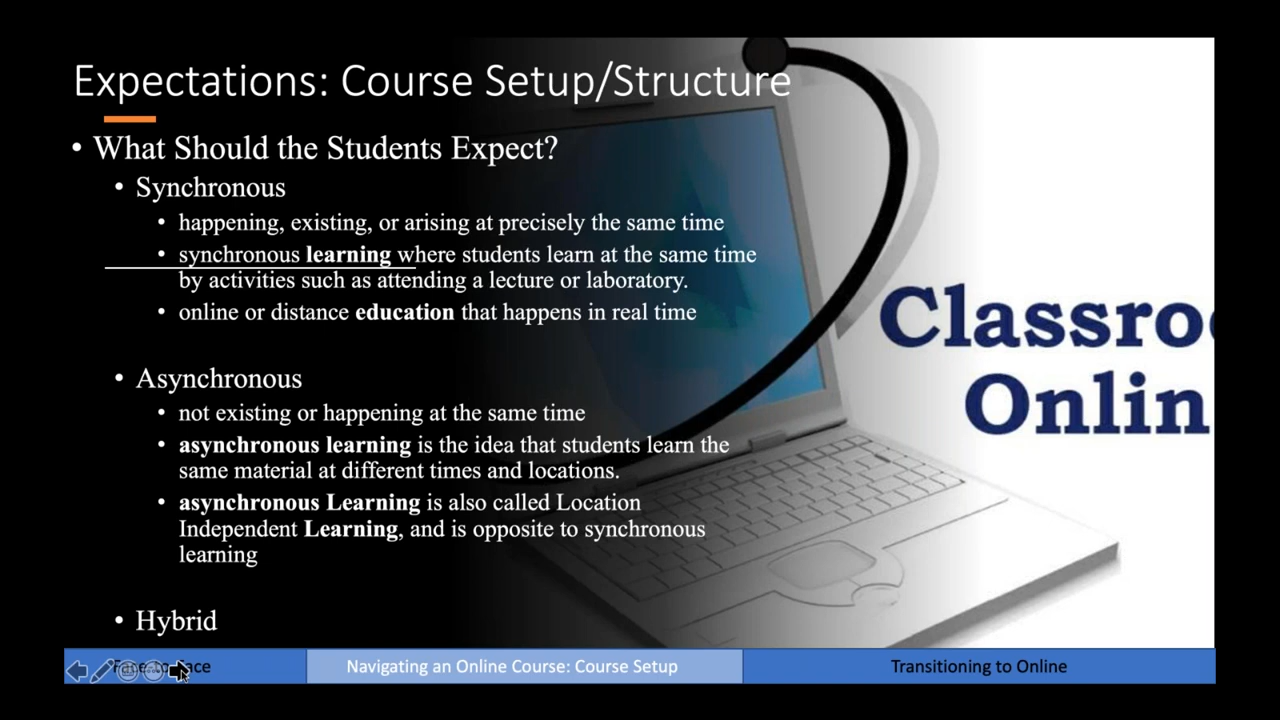 Expectations: Course Setup/Structure
• What Should the Students Expect?
• Synchronous
• happening, existing, or arising at precisely the same time
• synchronous learning where students learn at the same time
by activities such as attending a lecture or laboratory.
• online or distance education that happens in real time
• Asynchronous
• not existing or happening at the same time
• asynchronous learning is the idea that students learn the
same material at different times and locations.
• asynchronous Learning is also called Location
Independent Learning, and is opposite to synchronous
learning
• Hybrid
Classro
Onlin
Face to Face
Navigating an Online Course: Course Setup
Transitioning to Online